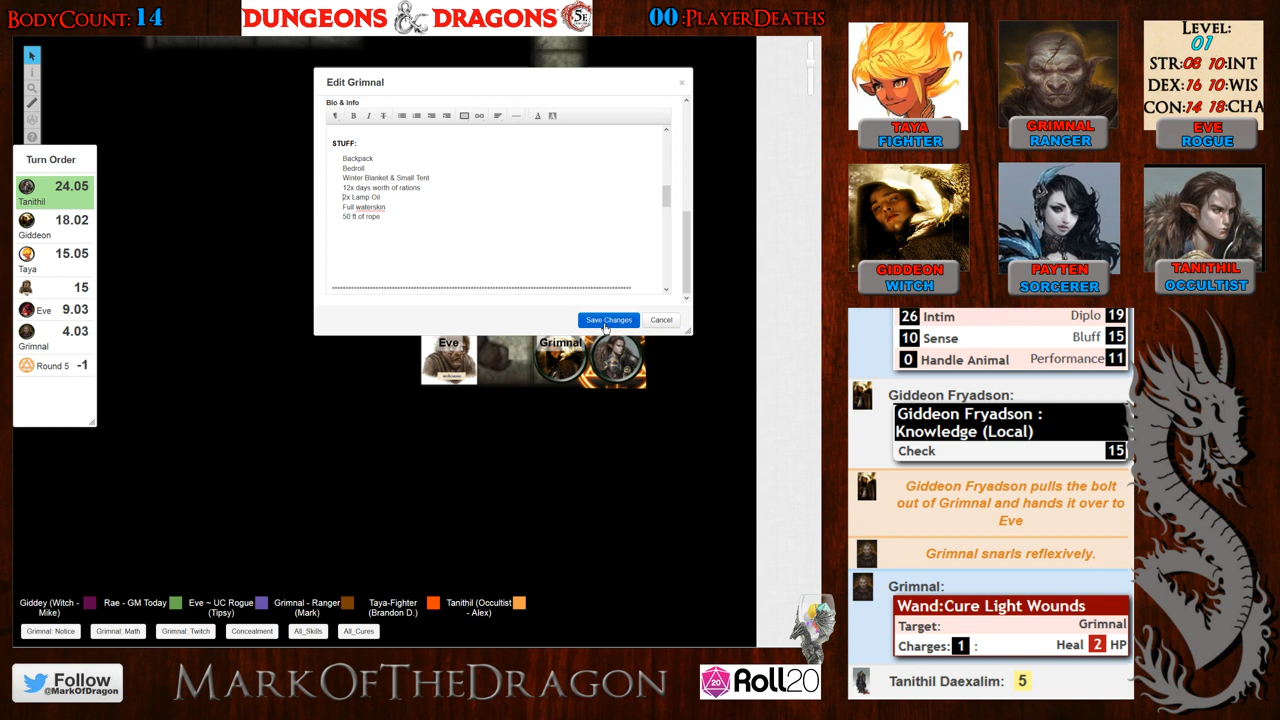 BODYCOUNT: 14
DUNGEONS & DRAGONS 5E
00:PLAYERDEATHS
Edit Grimnal
Bio & Info
STUFF:
Backpack
Bedroll
Winter Blanket & Small Tent
12x days worth of rations
2x Lamp Oil
Full waterskin
50 ft of rope
Save Changes
Cancel
Turn Order
24.05
Tanithil
18.02
Giddeon
15.05
Taya
15
Eve 9.03
4.03
Grimnal
Round 5 -1
Eve
Grimnal
Giddey (Witch - Mike)
Rae - GM Today
Eve ~ UC Rogue (Tipsy)
Grimnal - Ranger (Mark)
Taya-Fighter (Brandon D.)
Tanithil (Occultist - Alex)
Grimnal: Notice
Grimnal: Math
Grimnal: Twitch
Concealment
All_Skills
All_Cures
Follow
@MarkOfDragon
MARKOFTHEDRAGON
20
Roll20
TAYA
FIGHTER
GRIMNAL
RANGER
LEVEL:
01
STR:08 10:INT
DEX:16 10:WIS
CON:14 18:CHA
EVE
ROGUE
GIDDEON
WITCH
PAYTEN
SORCERER
TANITHIL
OCCULTIST
26 Intim Diplo 19
10 Sense Bluff 15
0 Handle Animal Performance 11
Giddeon Fryadson:
Giddeon Fryadson :
Knowledge (Local)
Check 15
Giddeon Fryadson pulls the bolt
out of Grimnal and hands it over to
Eve
Grimnal snarls reflexively.
Grimnal:
Wand:Cure Light Wounds
Target: Grimnal
Charges: 1 : Heal 2 HP
Tanithil Daexalim: 5